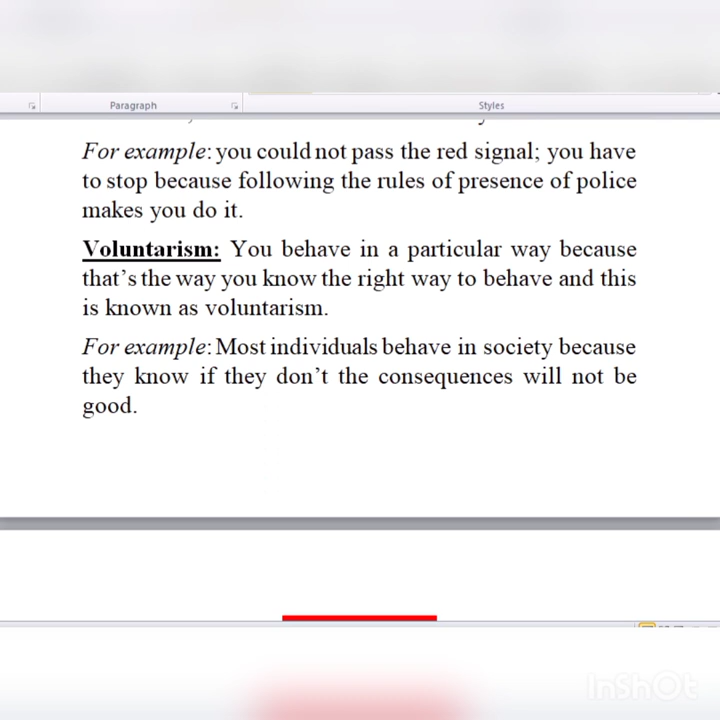 Paragraph
Styles
For example: you could not pass the red signal; you have
to stop because following the rules of presence of police
makes you do it.
Voluntarism: You behave in a particular way because
that's the way you know the right way to behave and this
is known as voluntarism.
For example: Most individuals behave in society because
they know if they don't the consequences will not be
good.
InShOt